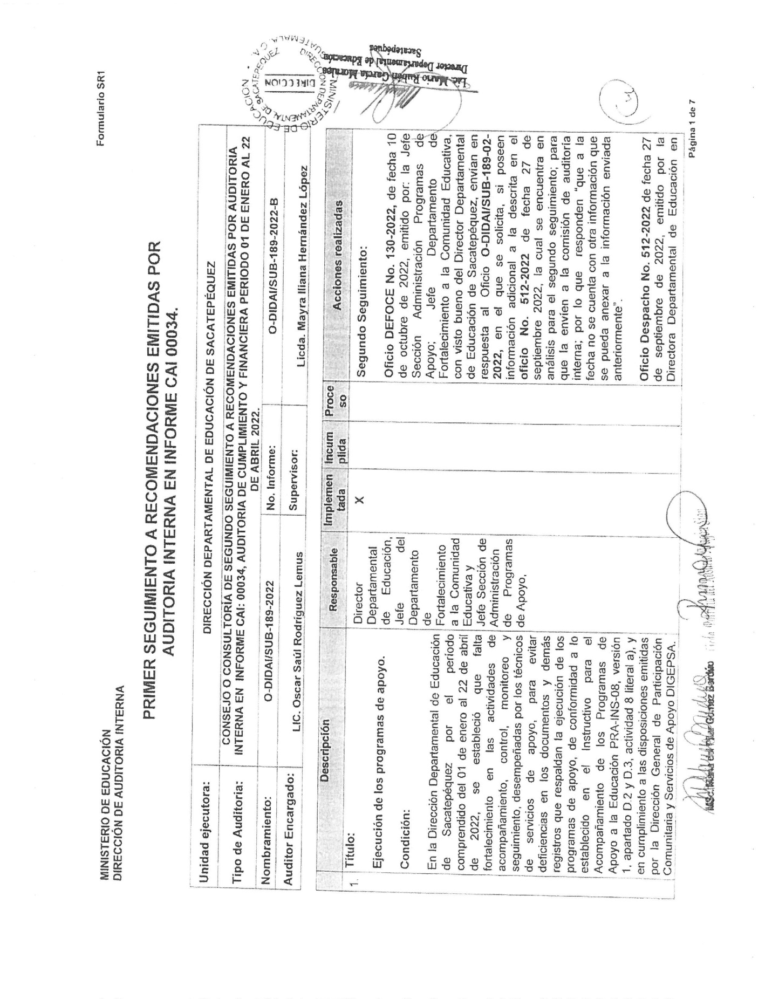 MINISTERIO DE EDUCACIÓN
DIRECCIÓN DE AUDITORIA INTERNA
Formulario SR1
PRIMER SEGUIMIENTO A RECOMENDACIONES EMITIDAS POR
AUDITORIA INTERNA EN INFORME CAI 00034.
Unidad ejecutora:
DIRECCIÓN DEPARTAMENTAL DE EDUCACIÓN DE SACATEPÉQUEZ
Tipo de Auditoria:
CONSEJO O CONSULTORÍA DE SEGUNDO SEGUIMIENTO A RECOMENDACIONES EMITIDAS POR AUDITORIA
INTERNA EN INFORME CAI: 00034, AUDITORIA DE CUMPLIMIENTO Y FINANCIERA PERIODO 01 DE ENERO AL 22
DE ABRIL 2022.
Nombramiento:
O-DIDAI/SUB-189-2022
No. Informe:
O-DIDAI/SUB-189-2022-B
Auditor Encargado:
LIC. Oscar Saúl Rodríguez Lemus
Supervisor:
Licda. Mayra Iliana Hernández López
Descripción
Responsable
Implemen
tada
Incum
plida
Proce
so
Acciones realizadas
1.
Titulo:
Ejecución de los programas de apoyo.
Condición:
En la Dirección Departamental de Educación
de Sacatepéquez por el período
comprendido del 01 de enero al 22 de abril
de 2022, se estableció que falta
fortalecimiento en las actividades de
acompañamiento, control, monitoreo y
seguimiento, desempeñadas por los técnicos
de servicios de apoyo, para evitar
deficiencias en los documentos y demás
registros que respaldan la ejecución de los
programas de apoyo, de conformidad a lo
establecido en el Instructivo para el
Acompañamiento de los Programas de
Apoyo a la Educación PRA-INS-08, versión
1. apartado D.2 y D.3, actividad 8 literal a), y
en cumplimiento a las disposiciones emitidas
por la Dirección General de Participación
Comunitaria y Servicios de Apoyo DIGEPSA.
Director
Departamental
de Educación,
Jefe del
Departamento
de
Fortalecimiento
a la Comunidad
Educativa y
Jefe Sección de
Administración
de Programas
de Apoyo,
X
Segundo Seguimiento:
Oficio DEFOCE No. 130-2022, de fecha 10
de octubre de 2022, emitido por: la Jefe
Sección Administración Programas de
Apoyo; Jefe Departamento de
Fortalecimiento a la Comunidad Educativa,
con visto bueno del Director Departamental
de Educación de Sacatepéquez, envían en
respuesta al Oficio O-DIDAI/SUB-189-02-
2022, en el que se solicita, si poseen
información adicional a la descrita en el
oficio No. 512-2022 de fecha 27 de
septiembre 2022, la cual se encuentra en
análisis para el segundo seguimiento; para
que la envíen a la comisión de auditoria
interna; por lo que responden "que a la
fecha no se cuenta con otra información que
se pueda anexar a la información enviada
anteriormente".
Oficio Despacho No. 512-2022 de fecha 27
de septiembre de 2022, emitido por la
Directora Departamental de Educación en
MINISTERIO DE EDUCACION
DIRECCION DEPARTAMENTAL DE SACATEPEQUEZ
DIRECCION
GUATEMALA, C.A.
Lic. Mario Rubén García Morales
Director Departamental de Educación
Sacatepéquez
Página 1 de 7